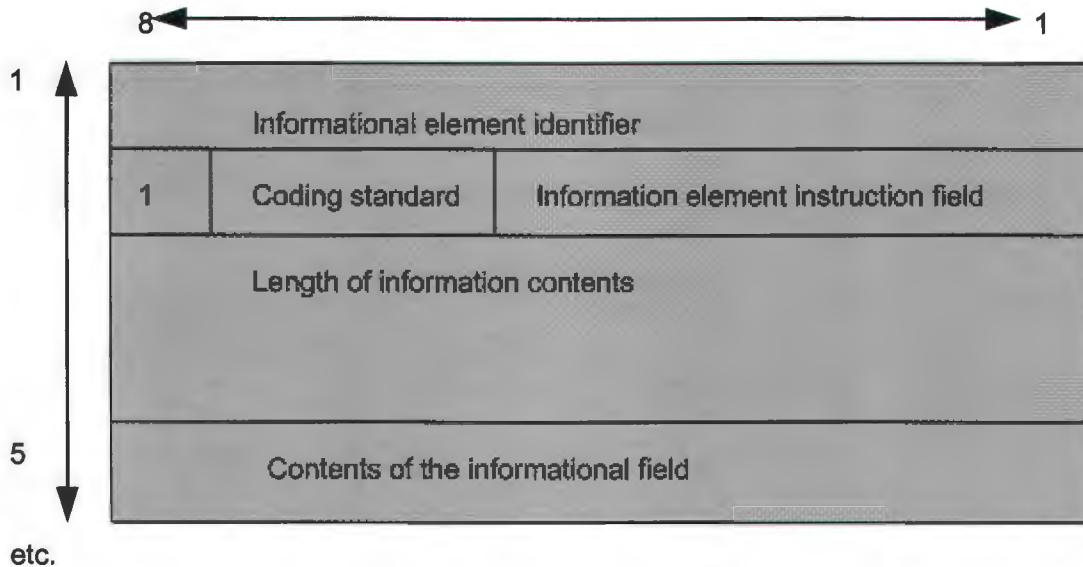 8 1
1
Informational element identifier
1 Coding standard Information element instruction field
Length of information contents
5
Contents of the informational field
etc.